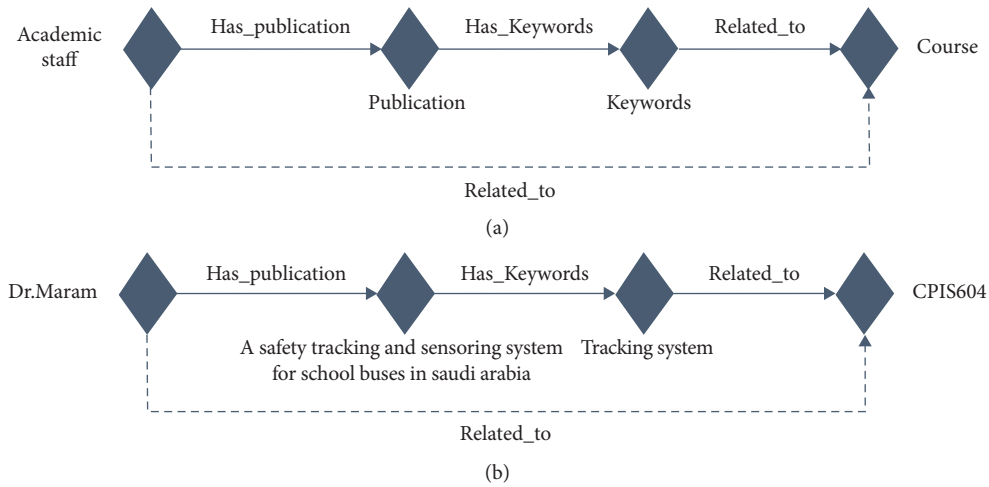 Has_publication
Has_Keywords
Related_to
Academic
staff
Course
Publication
Keywords
Related_to
(a)
Has_publication
Has_Keywords
Related_to
Dr.Maram
CPIS604
A safety tracking and sensoring system
for school buses in saudi arabia
Tracking system
Related_to
(b)